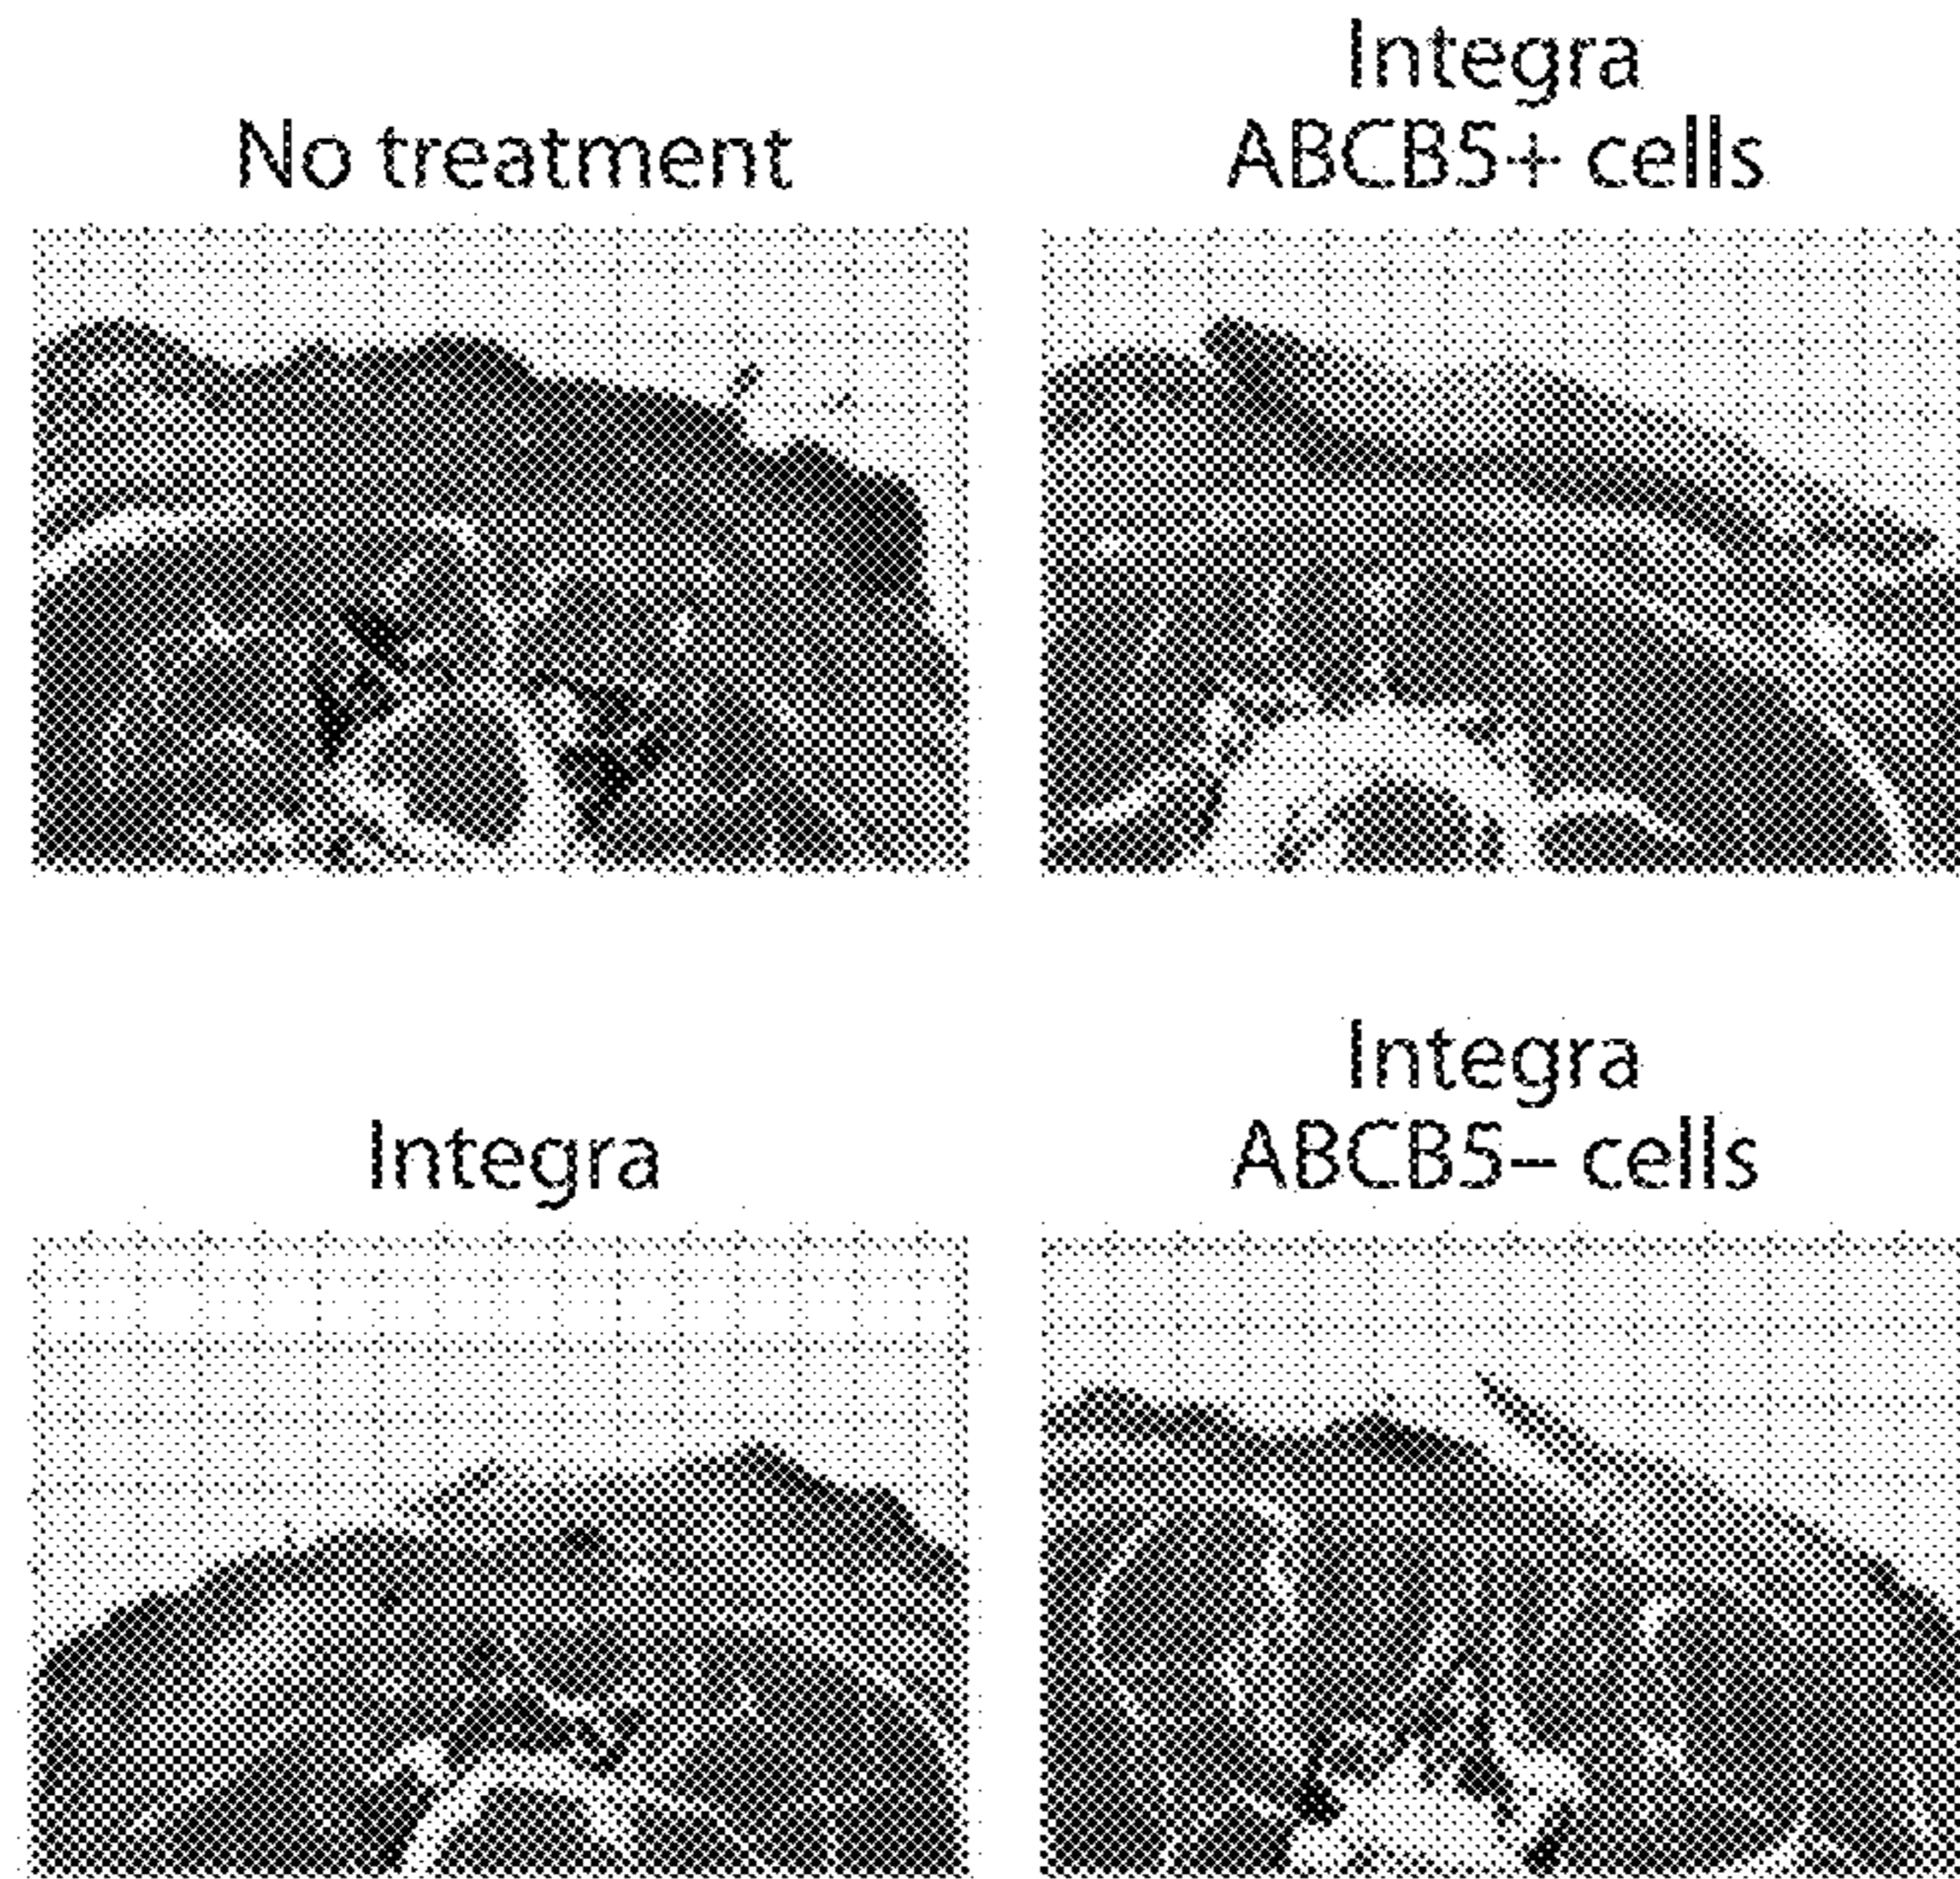 No treatment
Integra
ABCB5+ cells
Integra
Integra
ABCB5– cells